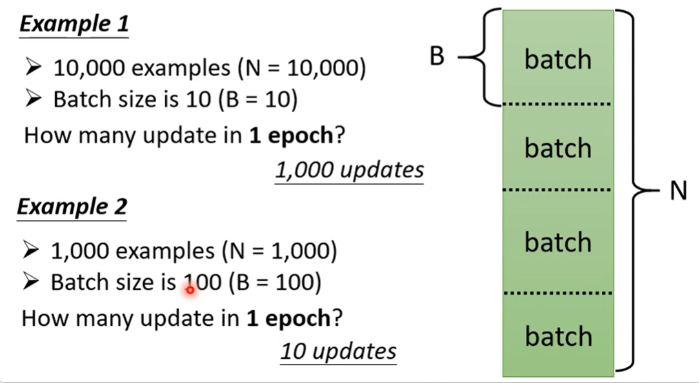 Example 1
➢ 10,000 examples (N = 10,000)
➢ Batch size is 10 (B = 10)
How many update in 1 epoch?
1,000 updates
Example 2
➢ 1,000 examples (N = 1,000)
➢ Batch size is 100 (B = 100)
How many update in 1 epoch?
10 updates
B
batch
batch
N
batch
batch